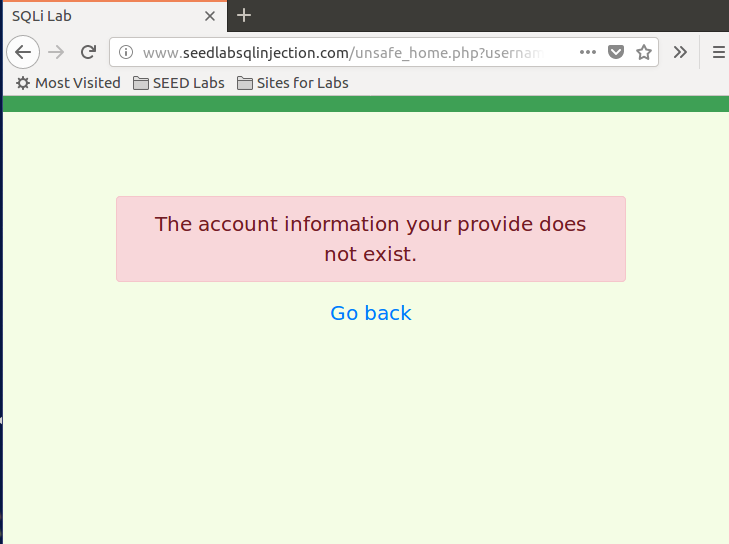 SQLi Lab
www.seedlabsqlinjection.com/unsafe_home.php?usernam
Most Visited SEED Labs Sites for Labs
The account information your provide does
not exist.
Go back